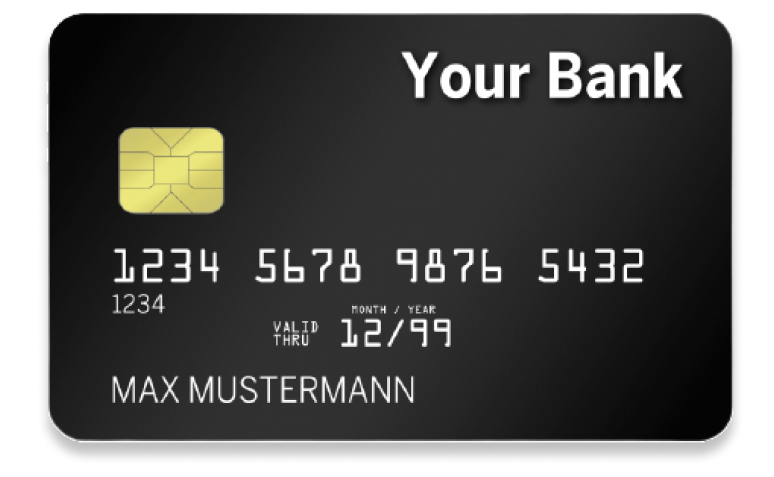 Your Bank
1234 5678 9876 5432
1234
MONTH / YEAR
VALID THRU 12/99
MAX MUSTERMANN